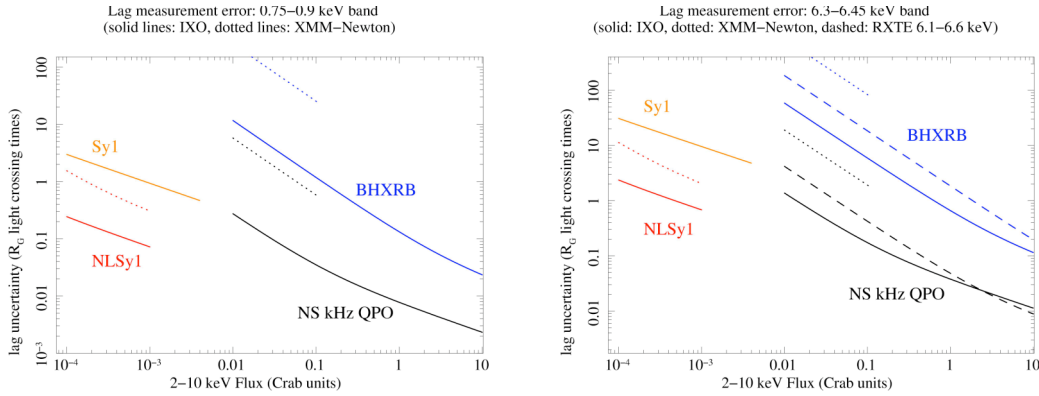 Lag measurement error: 0.75−0.9 keV band
(solid lines: IXO, dotted lines: XMM−Newton)
lag uncertainty (R_G light crossing times)
100
10
1
0.1
0.01
10⁻³
Sy1
NLSy1
BHXRB
NS kHz QPO
10⁻⁴ 10⁻³ 0.01 0.1 1 10
2−10 keV Flux (Crab units)
Lag measurement error: 6.3−6.45 keV band
(solid: IXO, dotted: XMM−Newton, dashed: RXTE 6.1−6.6 keV)
lag uncertainty (R_G light crossing times)
100
10
1
0.1
0.01
Sy1
NLSy1
BHXRB
NS kHz QPO
10⁻⁴ 10⁻³ 0.01 0.1 1 10
2−10 keV Flux (Crab units)